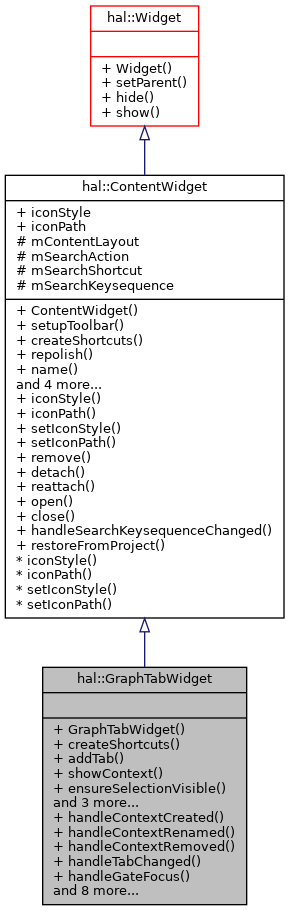 hal::Widget
+ Widget()
+ setParent()
+ hide()
+ show()
hal::ContentWidget
+ iconStyle
+ iconPath
# mContentLayout
# mSearchAction
# mSearchShortcut
# mSearchKeysequence
+ ContentWidget()
+ setupToolbar()
+ createShortcuts()
+ repolish()
+ name()
and 4 more...
+ iconStyle()
+ iconPath()
+ setIconStyle()
+ setIconPath()
+ remove()
+ detach()
+ reattach()
+ open()
+ close()
+ handleSearchKeysequenceChanged()
+ restoreFromProject()
* iconStyle()
* iconPath()
* setIconStyle()
* setIconPath()
hal::GraphTabWidget
+ GraphTabWidget()
+ createShortcuts()
+ addTab()
+ showContext()
+ ensureSelectionVisible()
and 3 more...
+ handleContextCreated()
+ handleContextRenamed()
+ handleContextRemoved()
+ handleTabChanged()
+ handleGateFocus()
and 8 more...